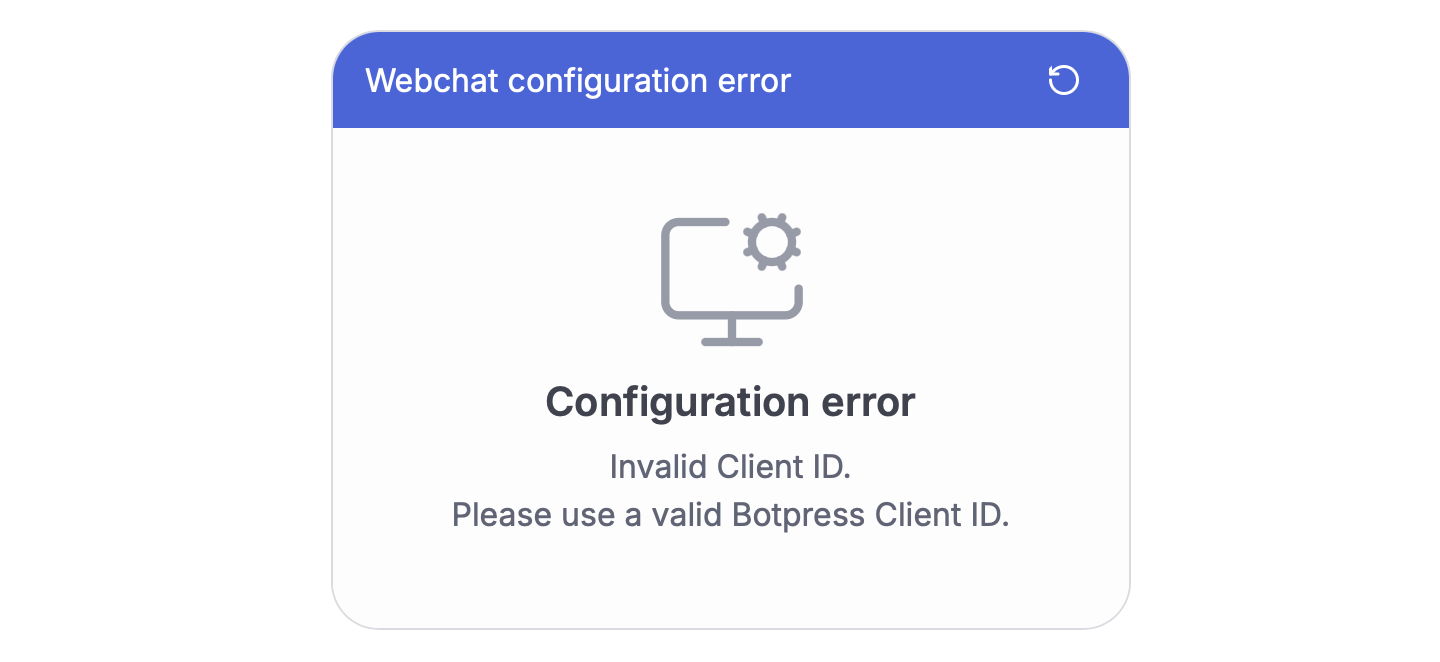 Webchat configuration error
Configuration error
Invalid Client ID.
Please use a valid Botpress Client ID.